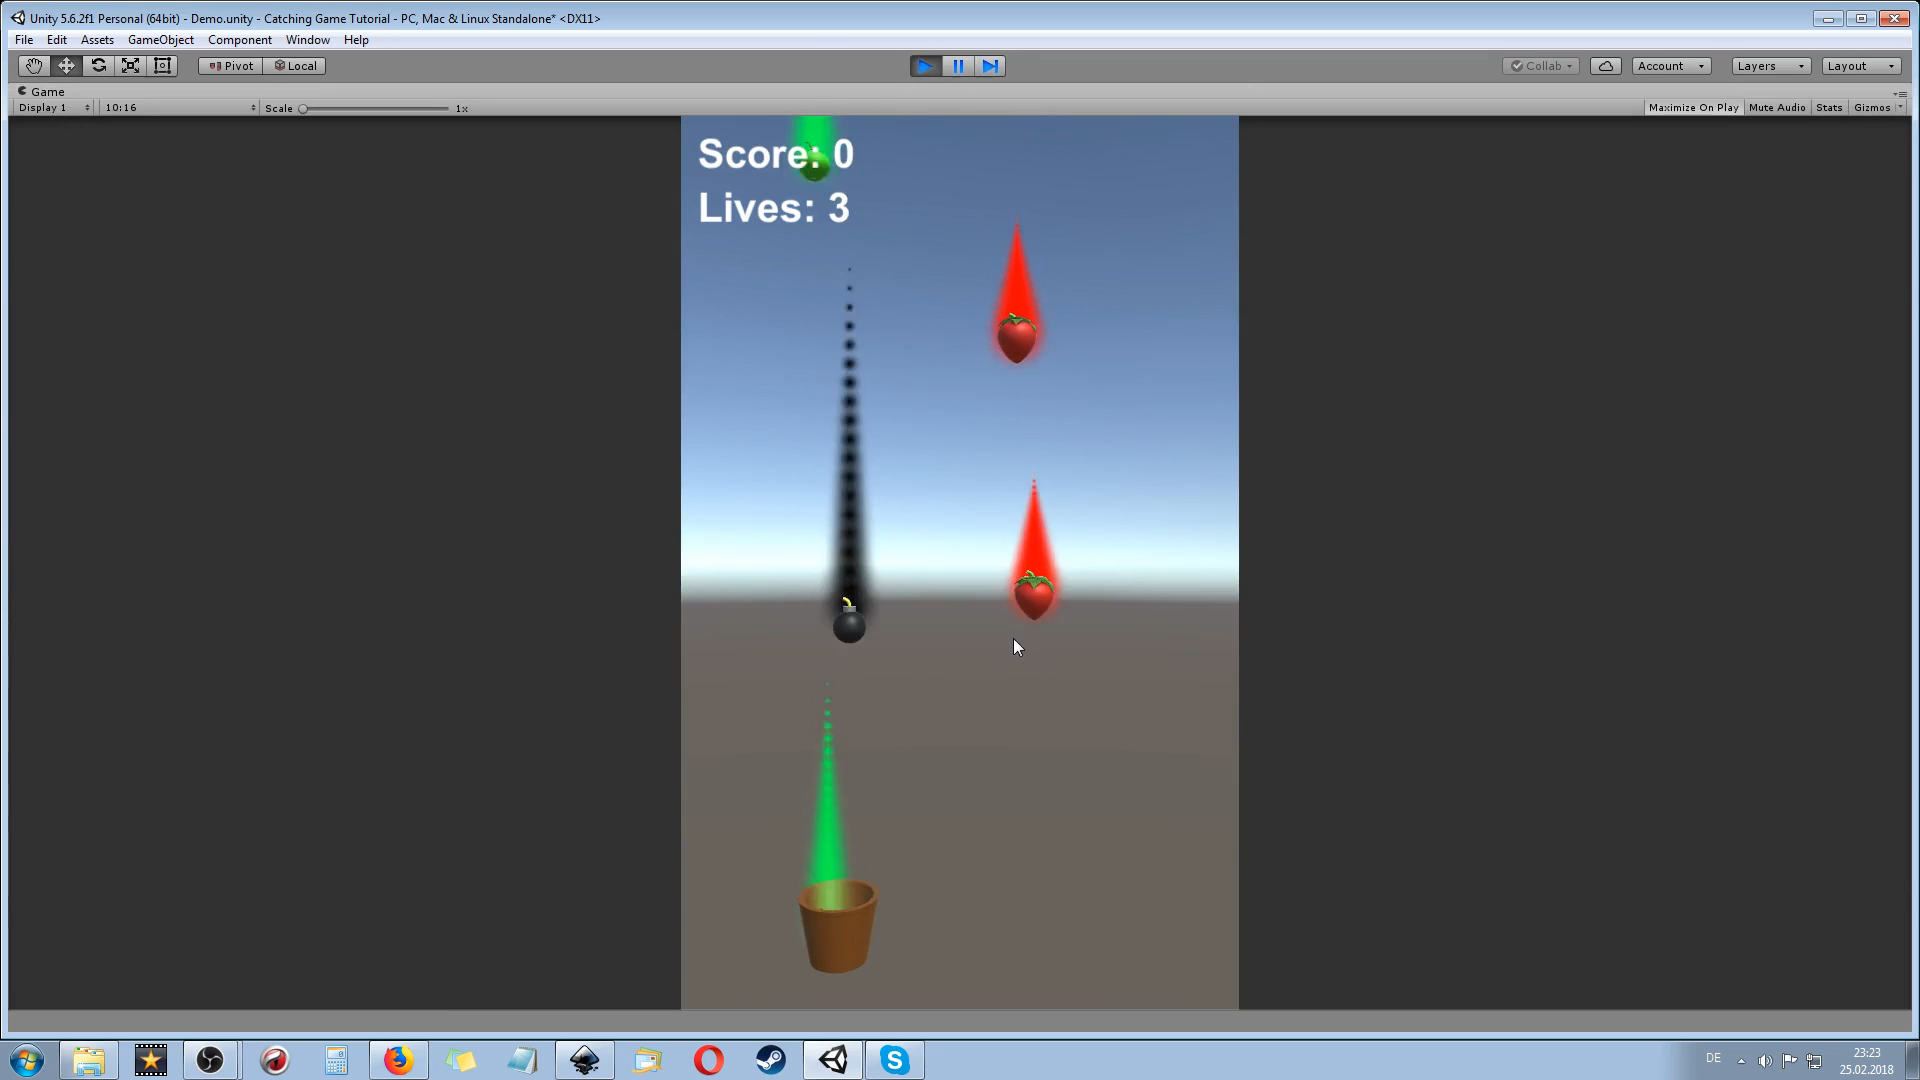 Unity 5.6.2f1 Personal (64bit) - Demo.unity - Catching Game Tutorial - PC, Mac & Linux Standalone* <DX11>
File Edit Assets GameObject Component Window Help
Pivot Local Collab Account Layers Layout
Game
Display 1 10:16 Scale 1x Maximize On Play Mute Audio Stats Gizmos
Score: 0
Lives: 3
DE
23:23
25.02.2018